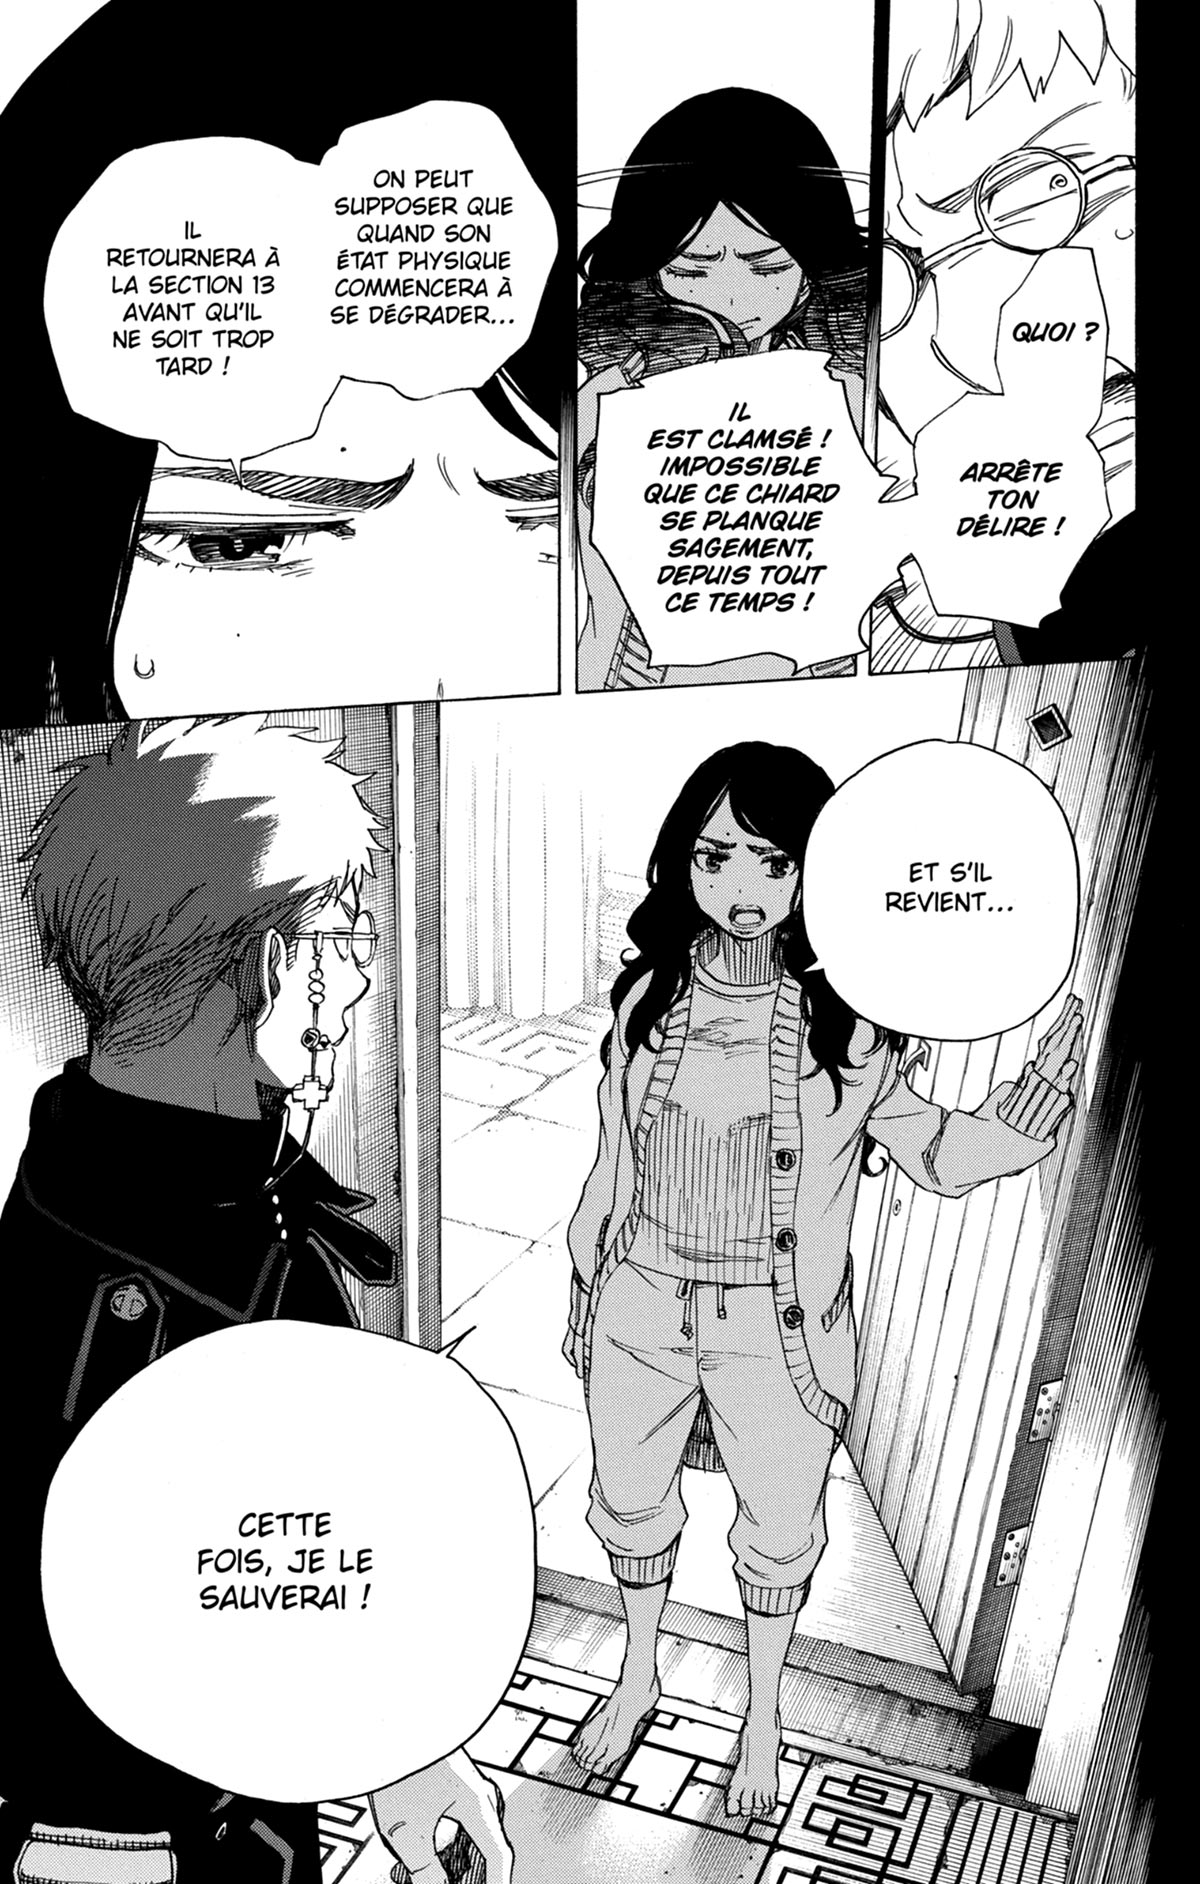 QUOI ?
ARRÊTE
TON
DÉLIRE !
IL
EST CLAMSÉ !
IMPOSSIBLE
QUE CE CHIARD
SE PLANQUE
SAGEMENT,
DEPUIS TOUT
CE TEMPS !
ON PEUT
SUPPOSER QUE
QUAND SON
ÉTAT PHYSIQUE
COMMENCERA À
SE DÉGRADER...
IL
RETOURNERA À
LA SECTION 13
AVANT QU'IL
NE SOIT TROP
TARD !
ET S'IL
REVIENT...
CETTE
FOIS, JE LE
SAUVERAI !